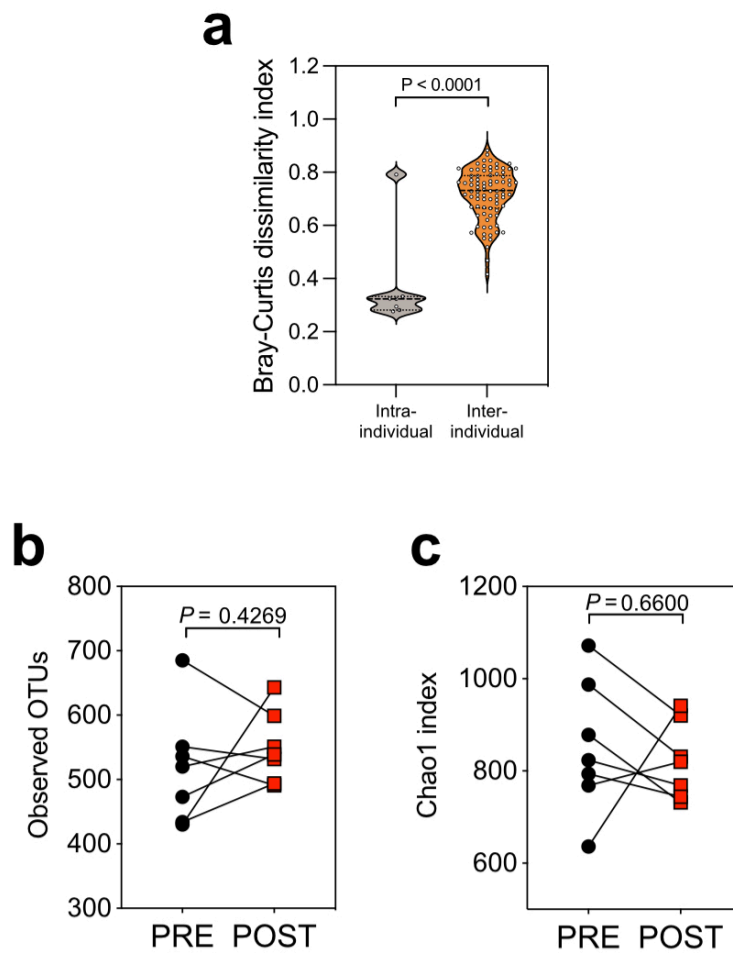 a
Bray-Curtis dissimilarity index
1.2
1.0
0.8
0.6
0.4
0.2
0.0
P < 0.0001
Intra-
individual
Inter-
individual
b
Observed OTUs
800
700
600
500
400
300
P = 0.4269
PRE
POST
c
Chao1 index
1200
1000
800
600
P = 0.6600
PRE
POST